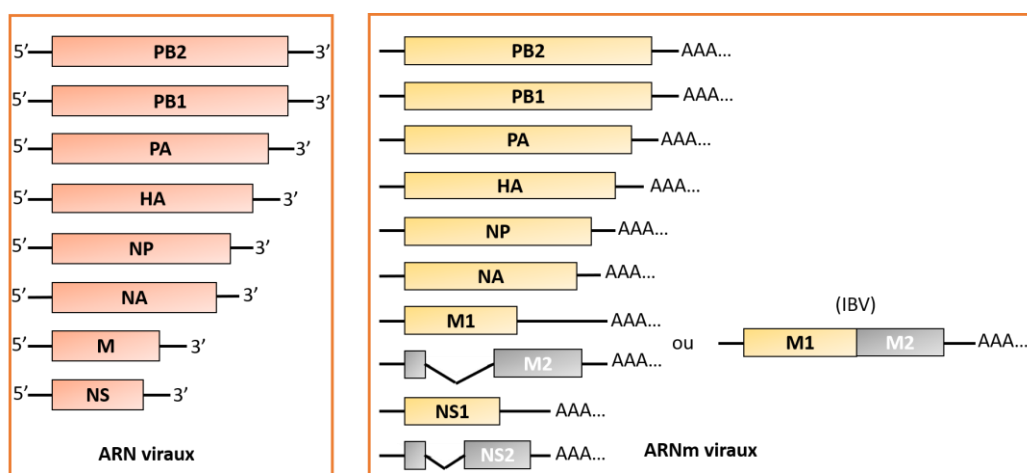 5’ PB2 3’
5’ PB1 3’
5’ PA 3’
5’ HA 3’
5’ NP 3’
5’ NA 3’
5’ M 3’
5’ NS 3’
ARN viraux
PB2 AAA...
PB1 AAA...
PA AAA...
HA AAA...
NP AAA...
NA AAA...
M1 AAA...
M2 AAA...
NS1 AAA...
NS2 AAA...
ARNm viraux
ou
(IBV)
M1 M2 AAA...